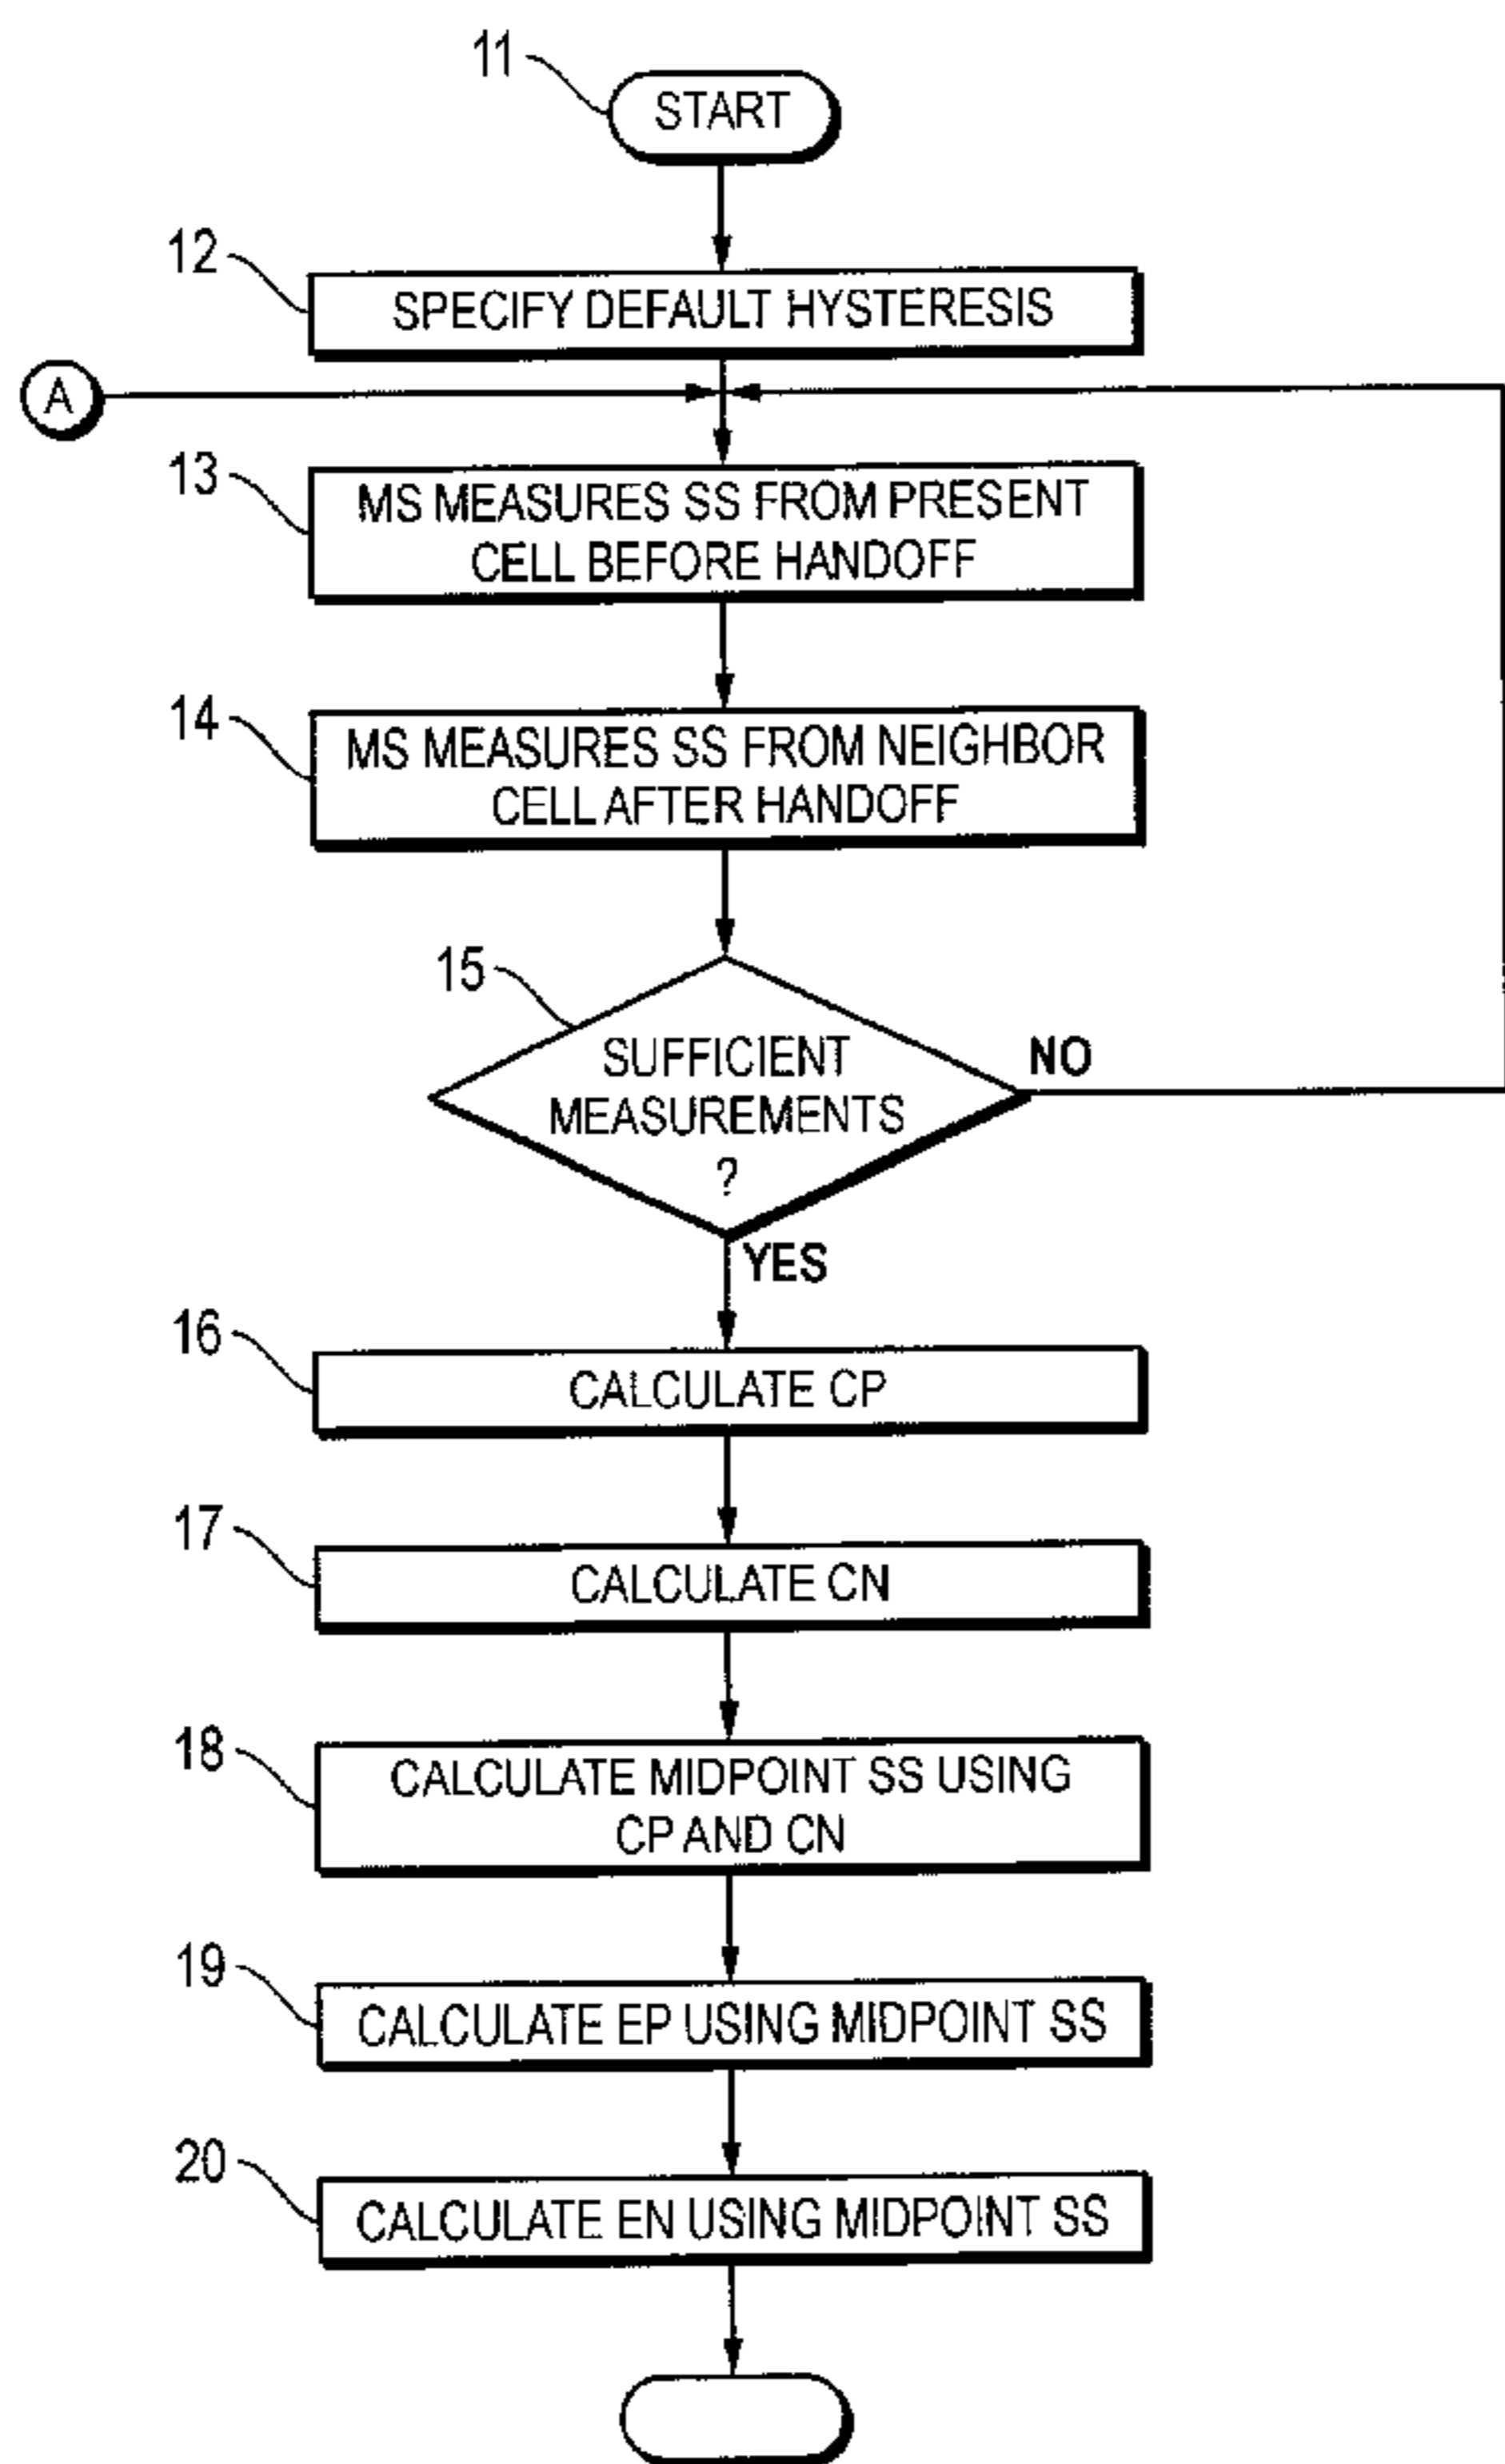 11
START
12
SPECIFY DEFAULT HYSTERESIS
A
13
MS MEASURES SS FROM PRESENT
CELL BEFORE HANDOFF
14
MS MEASURES SS FROM NEIGHBOR
CELL AFTER HANDOFF
15
SUFFICIENT
MEASUREMENTS
?
NO
YES
16
CALCULATE CP
17
CALCULATE CN
18
CALCULATE MIDPOINT SS USING
CP AND CN
19
CALCULATE EP USING MIDPOINT SS
20
CALCULATE EN USING MIDPOINT SS